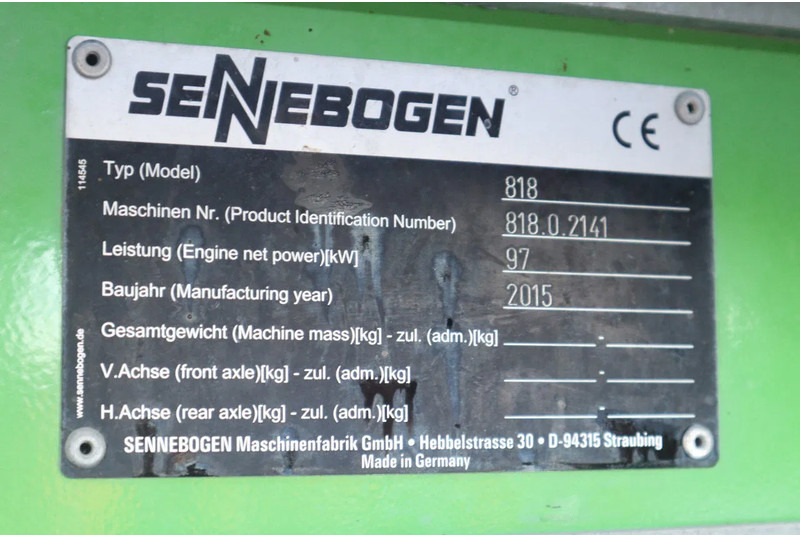 SENNEBOGEN®
CE
114545
Typ (Model) 818
Maschinen Nr. (Product Identification Number) 818.0.2141
Leistung (Engine net power)[kW] 97
Baujahr (Manufacturing year) 2015
Gesamtgewicht (Machine mass)[kg] - zul. (adm.)[kg] -
V.Achse (front axle)[kg] - zul. (adm.)[kg] -
H.Achse (rear axle)[kg] - zul. (adm.)[kg] -
www.sennebogen.de
SENNEBOGEN Maschinenfabrik GmbH • Hebbelstrasse 30 • D-94315 Straubing
Made in Germany